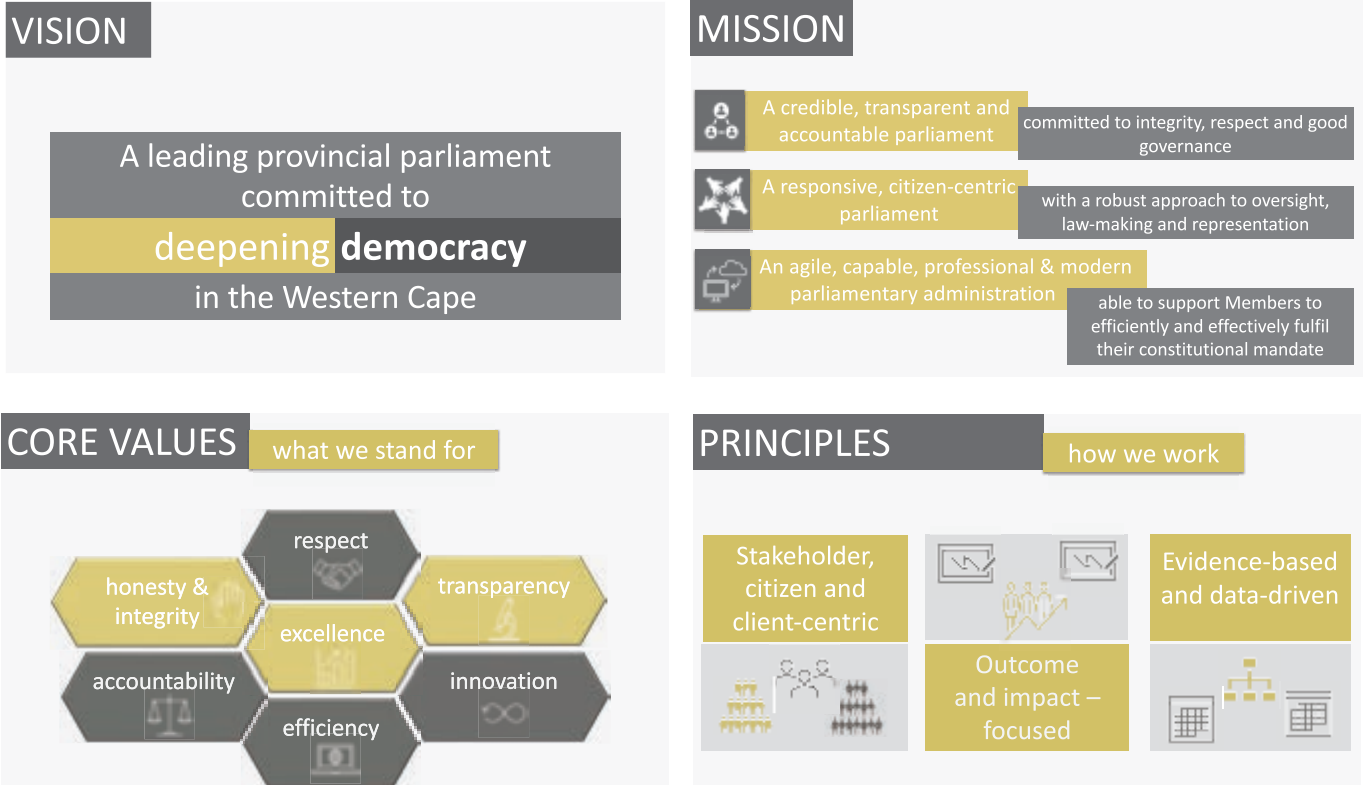 VISION
A leading provincial parliament
committed to
deepening democracy
in the Western Cape
MISSION
A credible, transparent and
accountable parliament
committed to integrity, respect and good
governance
A responsive, citizen-centric
parliament
with a robust approach to oversight,
law-making and representation
An agile, capable, professional & modern
parliamentary administration
able to support Members to
efficiently and effectively fulfil
their constitutional mandate
CORE VALUES
what we stand for
respect
honesty &
integrity
transparency
excellence
accountability
innovation
efficiency
PRINCIPLES
how we work
Stakeholder,
citizen and
client-centric
Outcome
and impact –
focused
Evidence-based
and data-driven